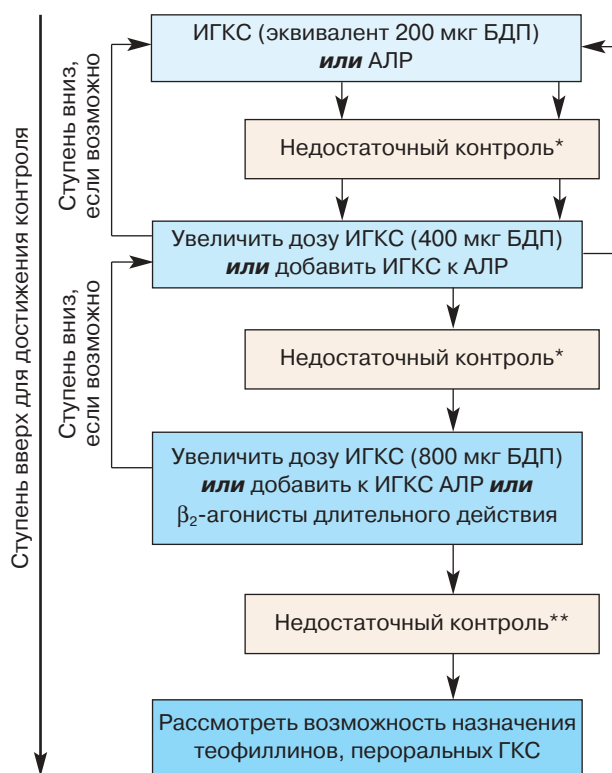 ИГКС (эквивалент 200 мкг БДП)
или АЛР
Недостаточный контроль*
Увеличить дозу ИГКС (400 мкг БДП)
или добавить ИГКС к АЛР
Недостаточный контроль*
Увеличить дозу ИГКС (800 мкг БДП)
или добавить к ИГКС АЛР или
β₂-агонисты длительного действия
Недостаточный контроль**
Рассмотреть возможность назначения
теофиллинов, пероральных ГКС
Ступень вниз,
если возможно
Ступень вниз,
если возможно
Ступень вверх для достижения контроля